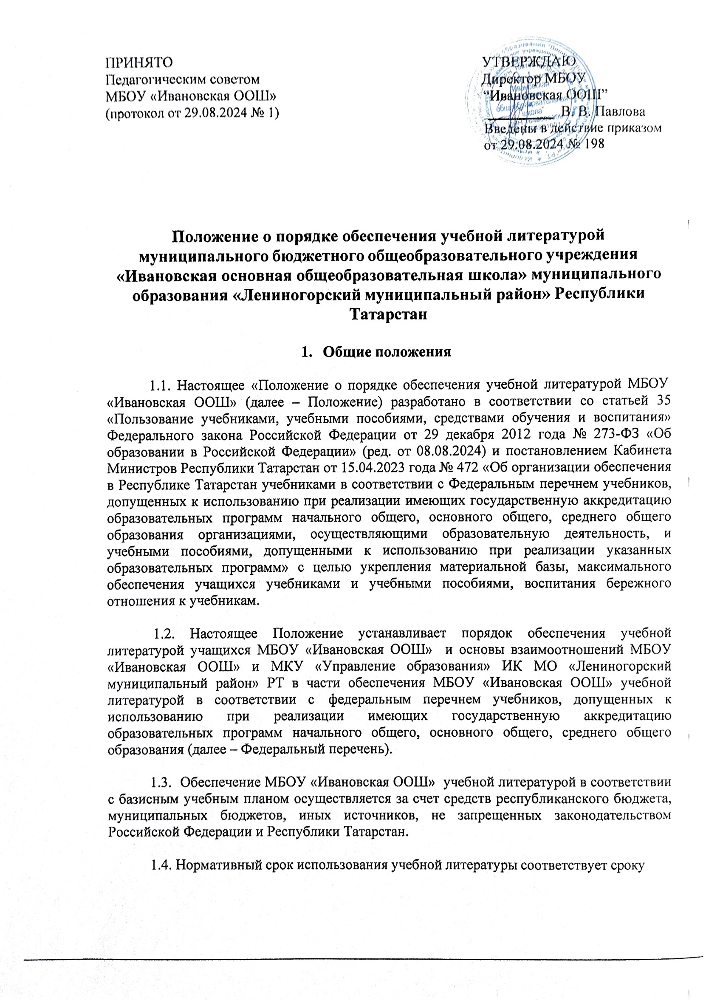 ПРИНЯТО
Педагогическим советом
МБОУ «Ивановская ООШ»
(протокол от 29.08.2024 № 1)
УТВЕРЖДАЮ
Директор МБОУ
“Ивановская ООШ”
В. В. Павлова
Введены в действие приказом
от 29.08.2024 № 198
Положение о порядке обеспечения учебной литературой
муниципального бюджетного общеобразовательного учреждения
«Ивановская основная общеобразовательная школа» муниципального
образования «Лениногорский муниципальный район» Республики
Татарстан
1. Общие положения
1.1. Настоящее «Положение о порядке обеспечения учебной литературой МБОУ
«Ивановская ООШ» (далее – Положение) разработано в соответствии со статьей 35
«Пользование учебниками, учебными пособиями, средствами обучения и воспитания»
Федерального закона Российской Федерации от 29 декабря 2012 года № 273-ФЗ «Об
образовании в Российской Федерации» (ред. от 08.08.2024) и постановлением Кабинета
Министров Республики Татарстан от 15.04.2023 года № 472 «Об организации обеспечения
в Республике Татарстан учебниками в соответствии с Федеральным перечнем учебников,
допущенных к использованию при реализации имеющих государственную аккредитацию
образовательных программ начального общего, основного общего, среднего общего
образования организациями, осуществляющими образовательную деятельность, и
учебными пособиями, допущенными к использованию при реализации указанных
образовательных программ» с целью укрепления материальной базы, максимального
обеспечения учащихся учебниками и учебными пособиями, воспитания бережного
отношения к учебникам.
1.2. Настоящее Положение устанавливает порядок обеспечения учебной
литературой учащихся МБОУ «Ивановская ООШ» и основы взаимоотношений МБОУ
«Ивановская ООШ» и МКУ «Управление образования» ИК МО «Лениногорский
муниципальный район» РТ в части обеспечения МБОУ «Ивановская ООШ» учебной
литературой в соответствии с федеральным перечнем учебников, допущенных к
использованию при реализации имеющих государственную аккредитацию
образовательных программ начального общего, основного общего, среднего общего
образования (далее – Федеральный перечень).
1.3. Обеспечение МБОУ «Ивановская ООШ» учебной литературой в соответствии
с базисным учебным планом осуществляется за счет средств республиканского бюджета,
муниципальных бюджетов, иных источников, не запрещенных законодательством
Российской Федерации и Республики Татарстан.
1.4. Нормативный срок использования учебной литературы соответствует сроку